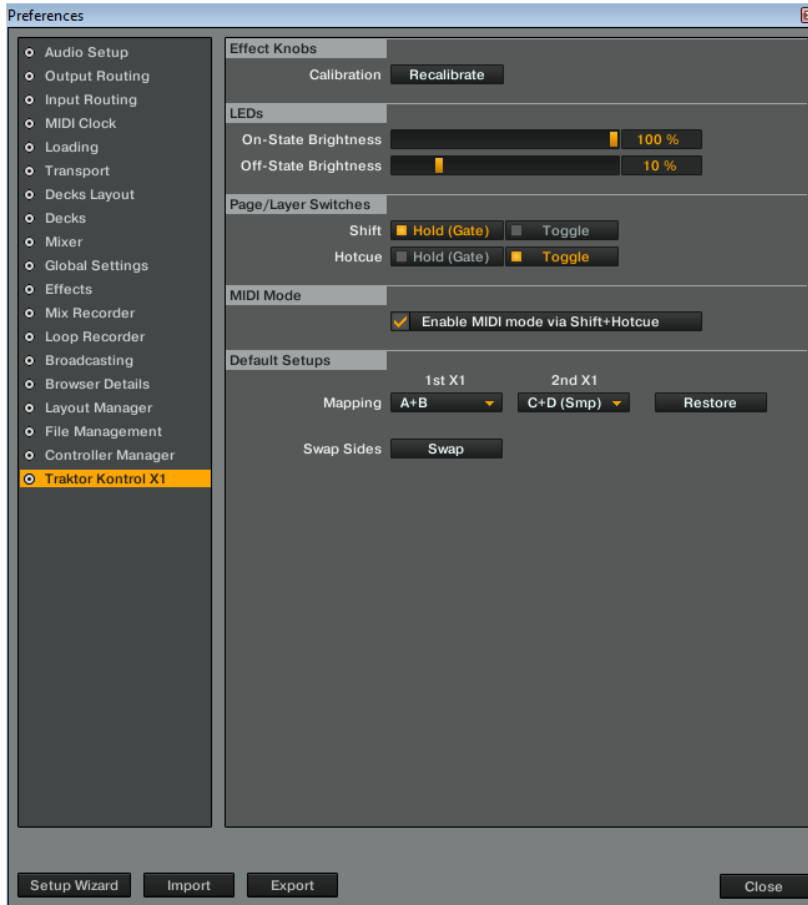 Preferences
Audio Setup
Output Routing
Input Routing
MIDI Clock
Loading
Transport
Decks Layout
Decks
Mixer
Global Settings
Effects
Mix Recorder
Loop Recorder
Broadcasting
Browser Details
Layout Manager
File Management
Controller Manager
Traktor Kontrol X1
Effect Knobs
Calibration Recalibrate
LEDs
On-State Brightness 100 %
Off-State Brightness 10 %
Page/Layer Switches
Shift Hold (Gate) Toggle
Hotcue Hold (Gate) Toggle
MIDI Mode
Enable MIDI mode via Shift+Hotcue
Default Setups
1st X1 2nd X1
Mapping A+B C+D (Smp) Restore
Swap Sides Swap
Setup Wizard Import Export Close